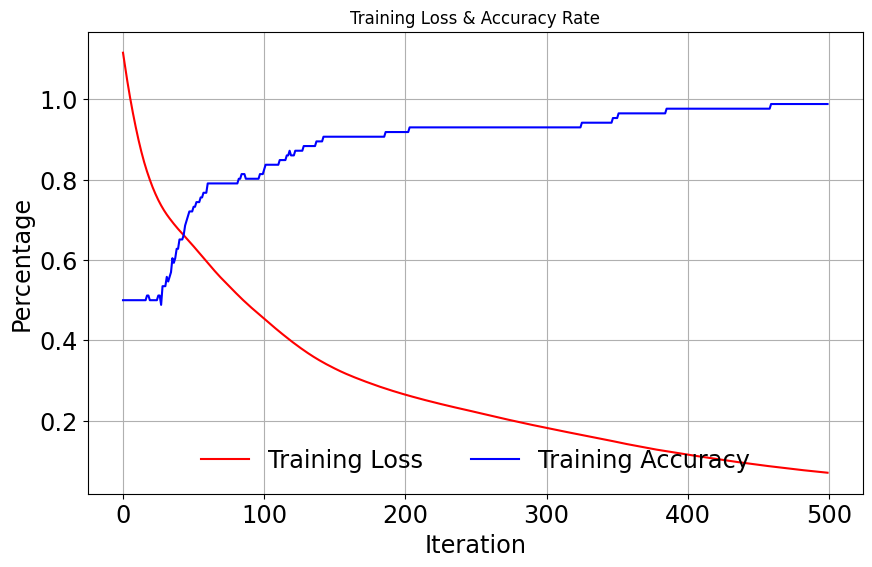 Training Loss & Accuracy Rate
1.0
0.8
0.6
0.4
0.2
Percentage
Training Loss Training Accuracy
0 100 200 300 400 500
Iteration